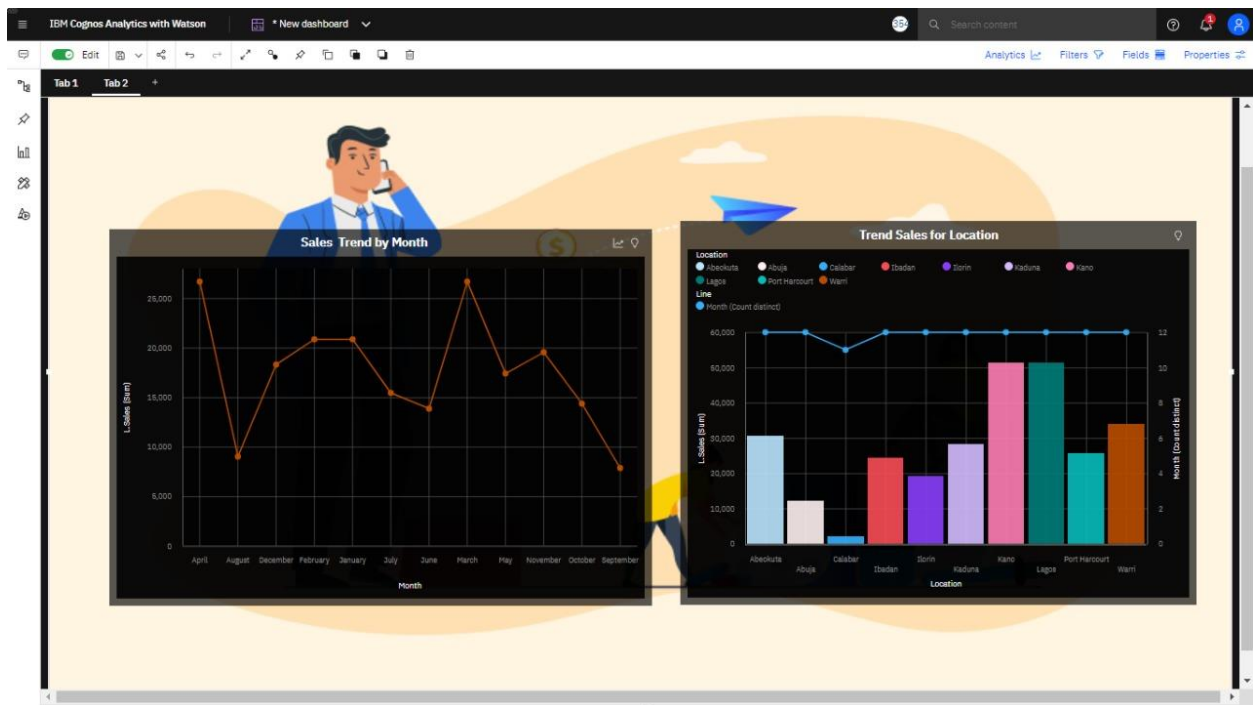 IBM Cognos Analytics with Watson
* New dashboard
354
Search content
1
Edit
Analytics
Filters
Fields
Properties
Tab 1 Tab 2 +
Sales Trend by Month
25,000
20,000
15,000
10,000
5,000
0
L.Sales (Sum)
April August December February January July June March May November October September
Month
Trend Sales for Location
Location
Abeokuta Abuja Calabar Ibadan Ilorin Kaduna Kano
Lagos Port Harcourt Warri
Line
Month (Count distinct)
60,000 12
50,000 10
40,000 8
30,000 6
20,000 4
10,000 2
0 0
L.Sales (Sum)
Month (Count distinct)
Abeokuta Calabar Ilorin Kano Port Harcourt
Abuja Ibadan Kaduna Lagos Warri
Location